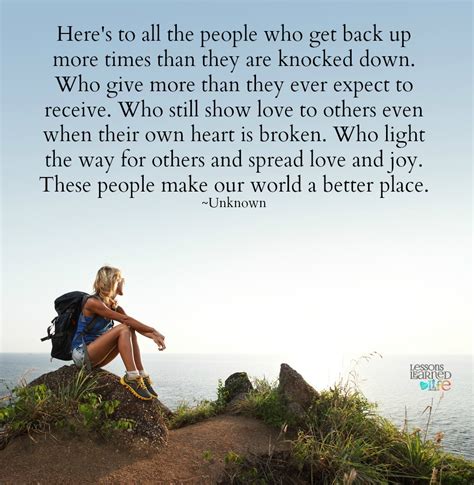 Here's to all the people who get back up
more times than they are knocked down.
Who give more than they ever expect to
receive. Who still show love to others even
when their own heart is broken. Who light
the way for others and spread love and joy.
These people make our world a better place.
~Unknown
Lessons
Learned
in Life